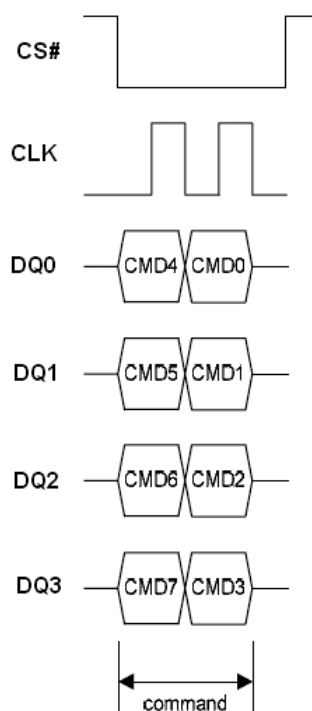 CS#
CLK
DQ0 CMD4 CMD0
DQ1 CMD5 CMD1
DQ2 CMD6 CMD2
DQ3 CMD7 CMD3
command